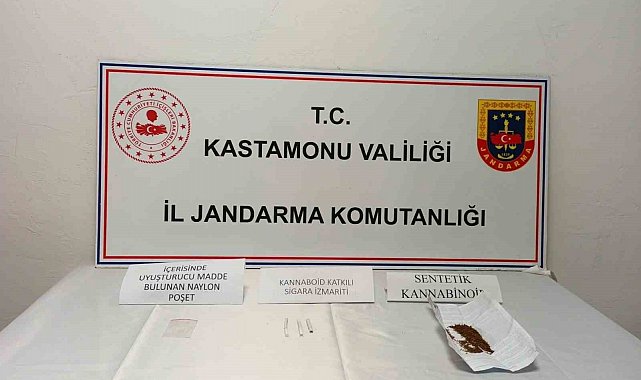 T.C.
KASTAMONU VALİLİĞİ
İL JANDARMA KOMUTANLIĞI
JANDARMA
İÇERİSİNDE
UYUŞTURUCU MADDE
BULUNAN NAYLON
POŞET
KANNABOİD KATKILI
SİGARA İZMARİTİ
SENTETİK
KANNABİNOİD